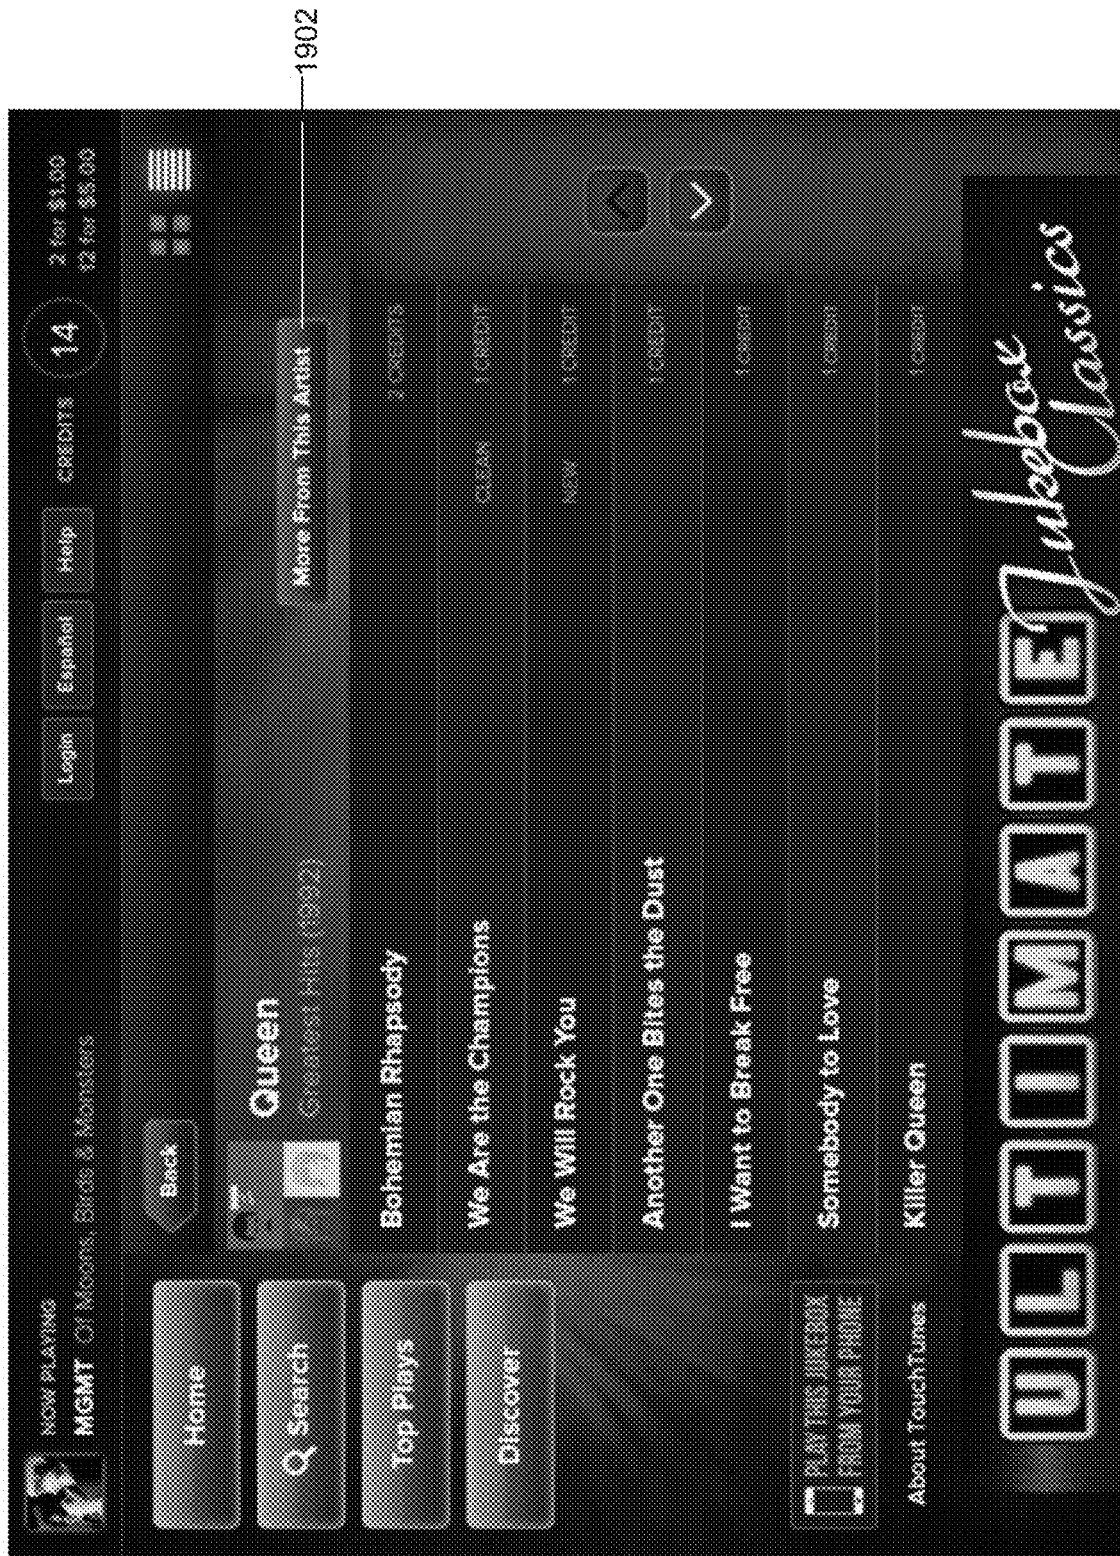 NOW PLAYING
MGMT Of Moons, Birds & Monsters
Login
Español
Help
CREDITS
14
2 for $1.00
12 for $5.00
Home
Search
Top Plays
Discover
PLAY THIS JUKEBOX
FROM YOUR PHONE
About TouchTunes
Back
Queen
Greatest Hits (1992)
More From This Artist
1902
Bohemian Rhapsody 2 CREDITS
We Are the Champions CLEAN 1 CREDIT
We Will Rock You NEW 1 CREDIT
Another One Bites the Dust 1 CREDIT
I Want to Break Free 1 CREDIT
Somebody to Love 1 CREDIT
Killer Queen 1 CREDIT
ULTIMATE Jukebox
Classics